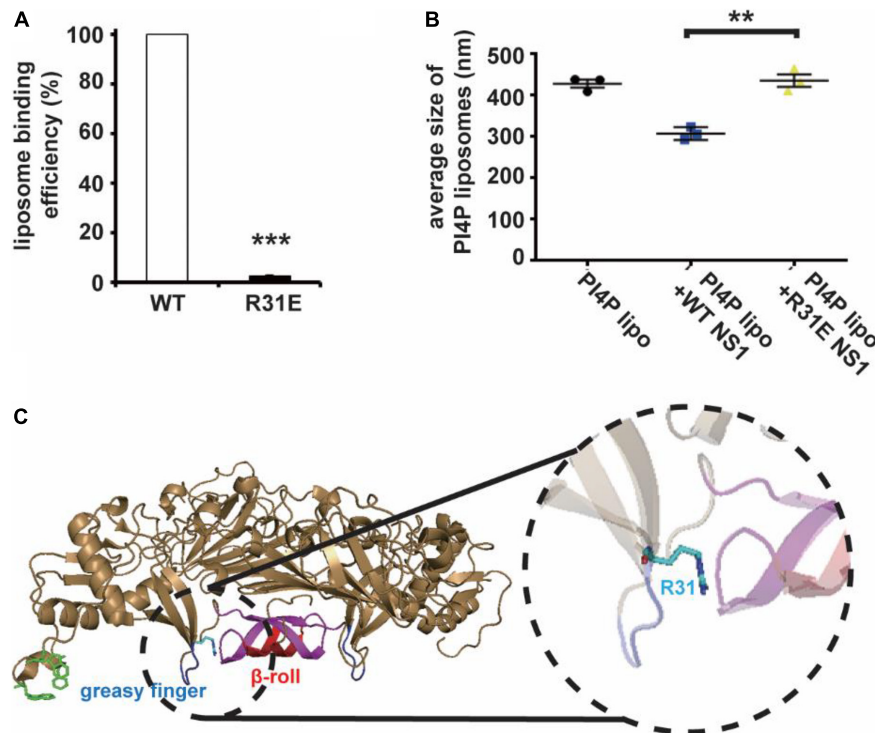 A
liposome binding
efficiency (%)
100
80
60
40
20
0
***
WT
R31E
B
average size of
PI4P liposomes (nm)
500
400
300
200
100
0
**
PI4P lipo
PI4P lipo
+WT NS1
PI4P lipo
+R31E NS1
C
greasy finger
β-roll
R31